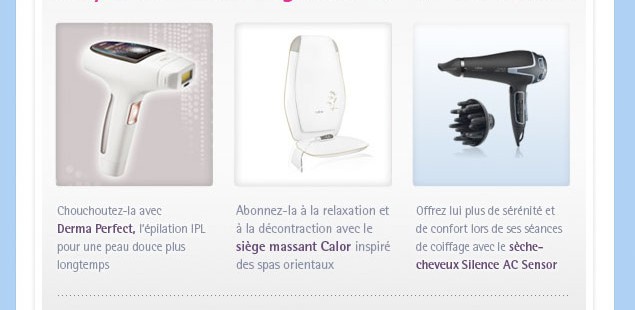 Chouchoutez-la avec
Derma Perfect, l'épilation IPL
pour une peau douce plus
longtemps
Abonnez-la à la relaxation et
à la décontraction avec le
siège massant Calor inspiré
des spas orientaux
Offrez lui plus de sérénité et
de confort lors de ses séances
de coiffage avec le sèche-
cheveux Silence AC Sensor